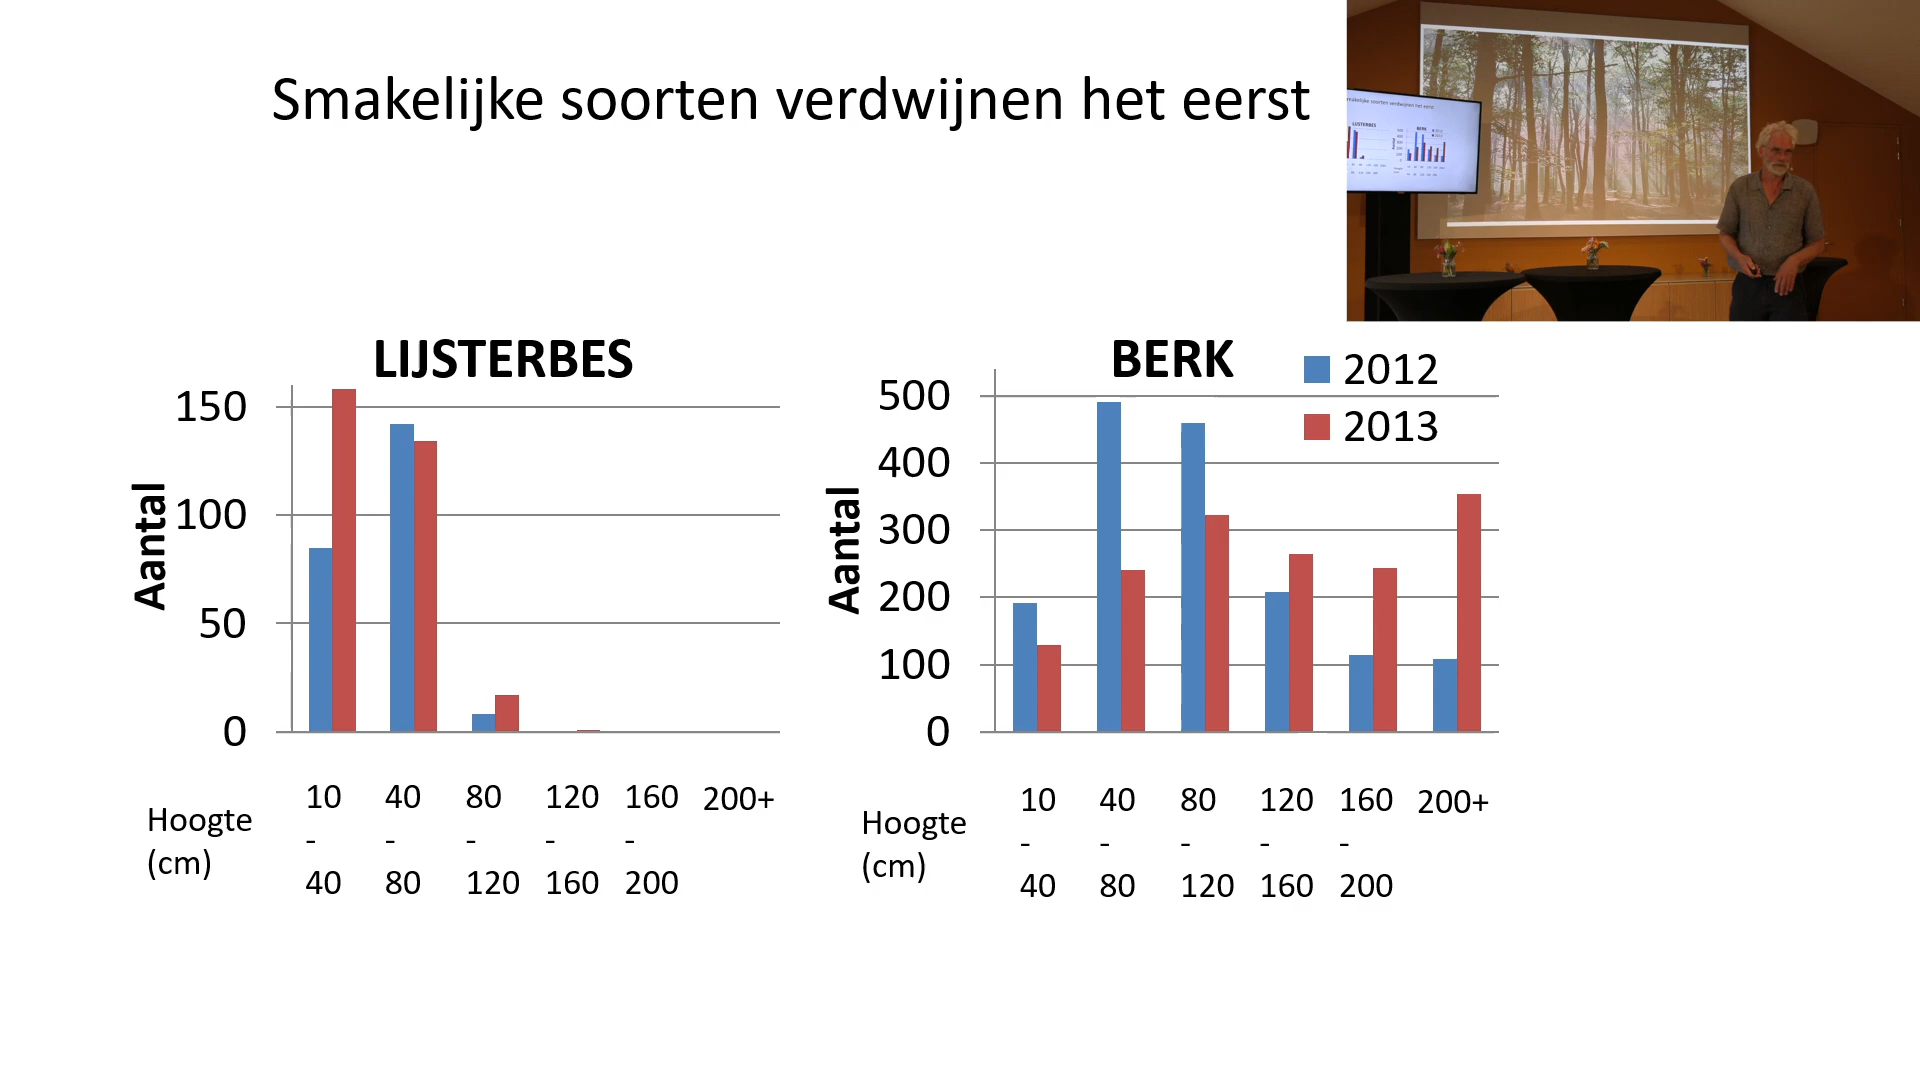 Smakelijke soorten verdwijnen het eerst
LIJSTERBES
Aantal
150
100
50
0
Hoogte
(cm)
10 - 40
40 - 80
80 - 120
120 - 160
160 - 200
200+
BERK
2012
2013
Aantal
500
400
300
200
100
0
Hoogte
(cm)
10 - 40
40 - 80
80 - 120
120 - 160
160 - 200
200+